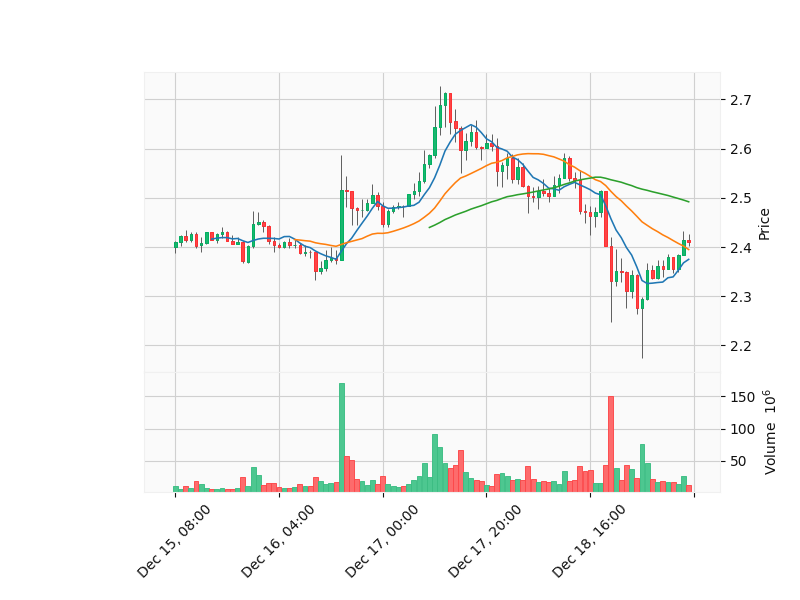 2.7
2.6
2.5
2.4
2.3
2.2
Price
150
100
50
Volume 10^6
Dec 15, 08:00
Dec 16, 04:00
Dec 17, 00:00
Dec 17, 20:00
Dec 18, 16:00